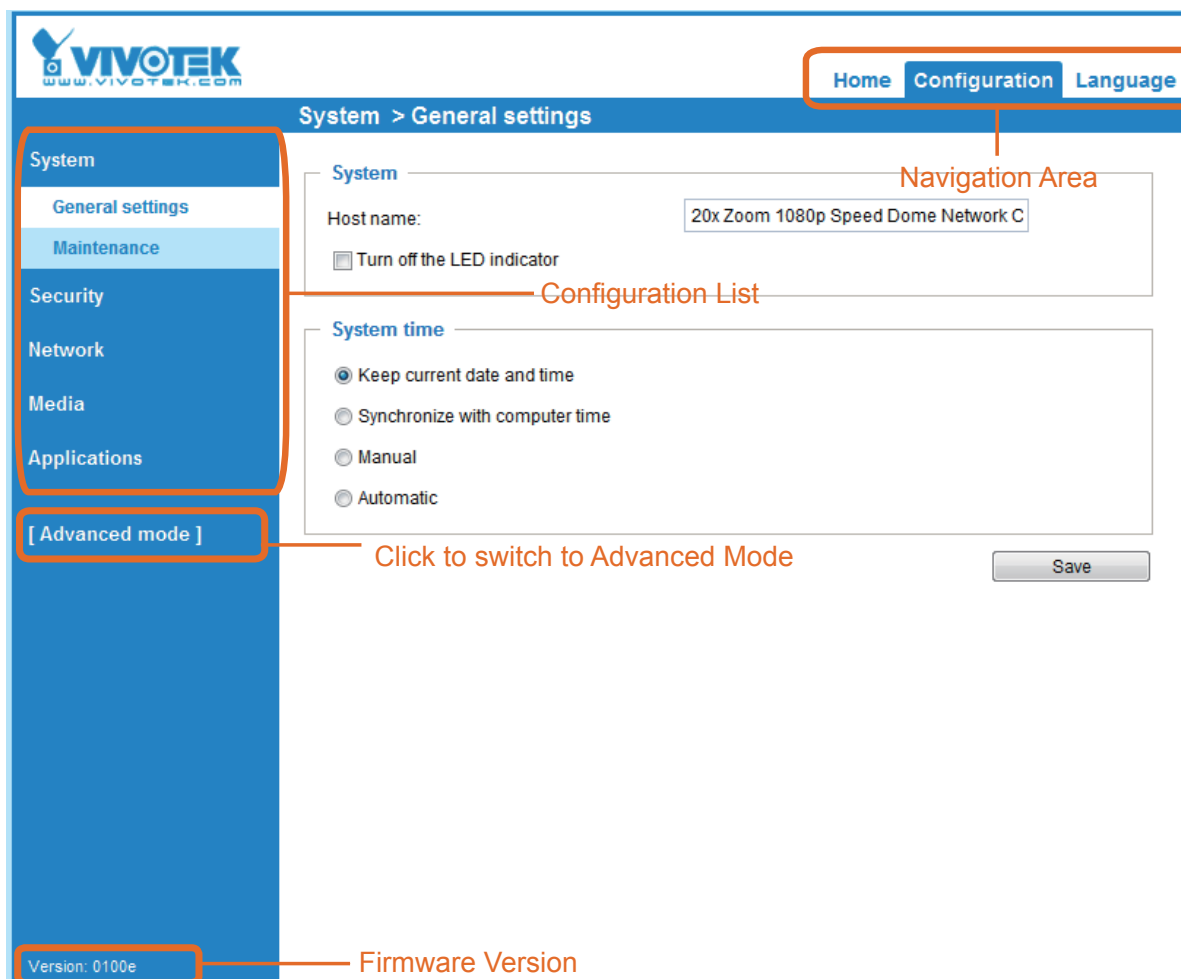 VIVOTEK
www.vivotek.com
Home Configuration Language
System > General settings
Navigation Area
System
General settings
Maintenance
Security
Network
Media
Applications
[ Advanced mode ]
Configuration List
System
Host name: 20x Zoom 1080p Speed Dome Network C
Turn off the LED indicator
System time
Keep current date and time
Synchronize with computer time
Manual
Automatic
Click to switch to Advanced Mode
Save
Version: 0100e
Firmware Version